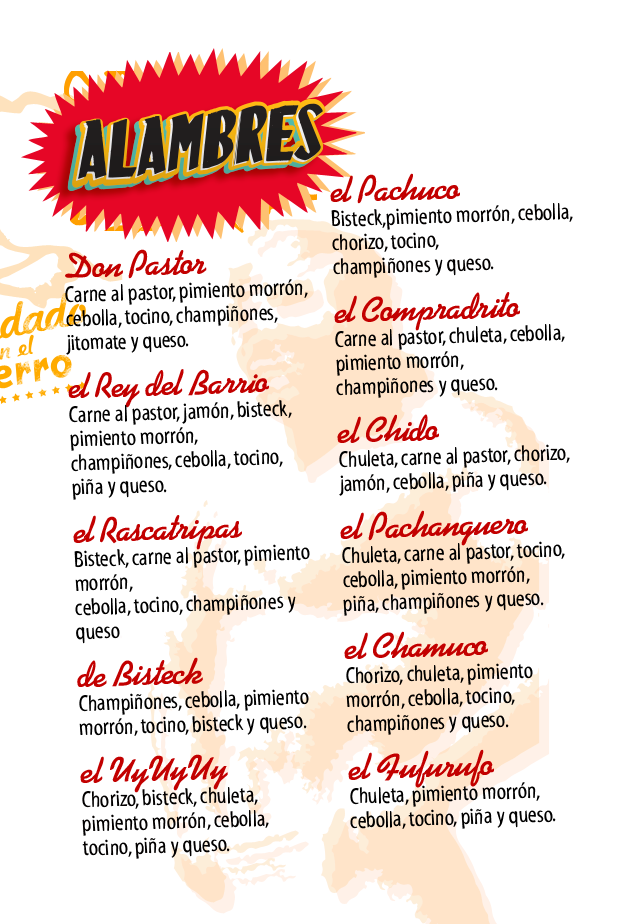 ALAMBRES
Don Pastor
Carne al pastor, pimiento morrón,
cebolla, tocino, champiñones,
jitomate y queso.
el Rey del Barrio
Carne al pastor, jamón, bisteck,
pimiento morrón,
champiñones, cebolla, tocino,
piña y queso.
el Rascatripas
Bisteck, carne al pastor, pimiento
morrón,
cebolla, tocino, champiñones y
queso
de Bisteck
Champiñones, cebolla, pimiento
morrón, tocino, bisteck y queso.
el UyUyUy
Chorizo, bisteck, chuleta,
pimiento morrón, cebolla,
tocino, piña y queso.
el Pachuco
Bisteck,pimiento morrón, cebolla,
chorizo, tocino,
champiñones y queso.
el Compradrito
Carne al pastor, chuleta, cebolla,
pimiento morrón,
champiñones y queso.
el Chido
Chuleta, carne al pastor, chorizo,
jamón, cebolla, piña y queso.
el Pachanguero
Chuleta, carne al pastor, tocino,
cebolla, pimiento morrón,
piña, champiñones y queso.
el Chamuco
Chorizo, chuleta, pimiento
morrón, cebolla, tocino,
champiñones y queso.
el Fufurufo
Chuleta, pimiento morrón,
cebolla, tocino, piña y queso.